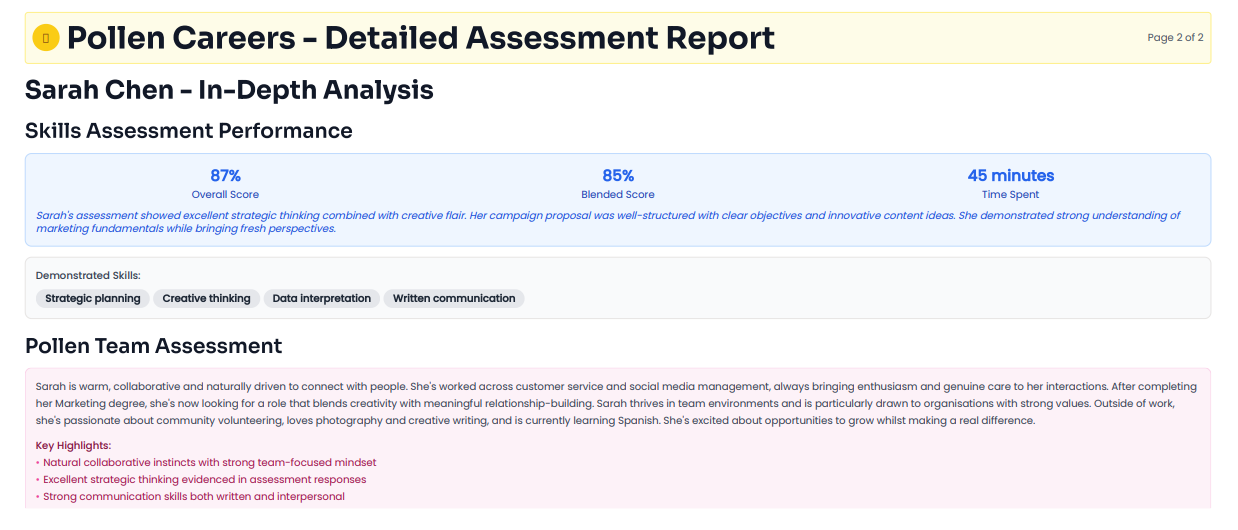 Pollen Careers – Detailed Assessment Report
Page 2 of 2
Sarah Chen – In-Depth Analysis
Skills Assessment Performance
87%
Overall Score
85%
Blended Score
45 minutes
Time Spent
Sarah's assessment showed excellent strategic thinking combined with creative flair. Her campaign proposal was well-structured with clear objectives and innovative content ideas. She demonstrated strong understanding of
marketing fundamentals while bringing fresh perspectives.
Demonstrated Skills:
Strategic planning Creative thinking Data interpretation Written communication
Pollen Team Assessment
Sarah is warm, collaborative and naturally driven to connect with people. She's worked across customer service and social media management, always bringing enthusiasm and genuine care to her interactions. After completing
her Marketing degree, she's now looking for a role that blends creativity with meaningful relationship-building. Sarah thrives in team environments and is particularly drawn to organisations with strong values. Outside of work,
she's passionate about community volunteering, loves photography and creative writing, and is currently learning Spanish. She's excited about opportunities to grow whilst making a real difference.
Key Highlights:
• Natural collaborative instincts with strong team-focused mindset
• Excellent strategic thinking evidenced in assessment responses
• Strong communication skills both written and interpersonal